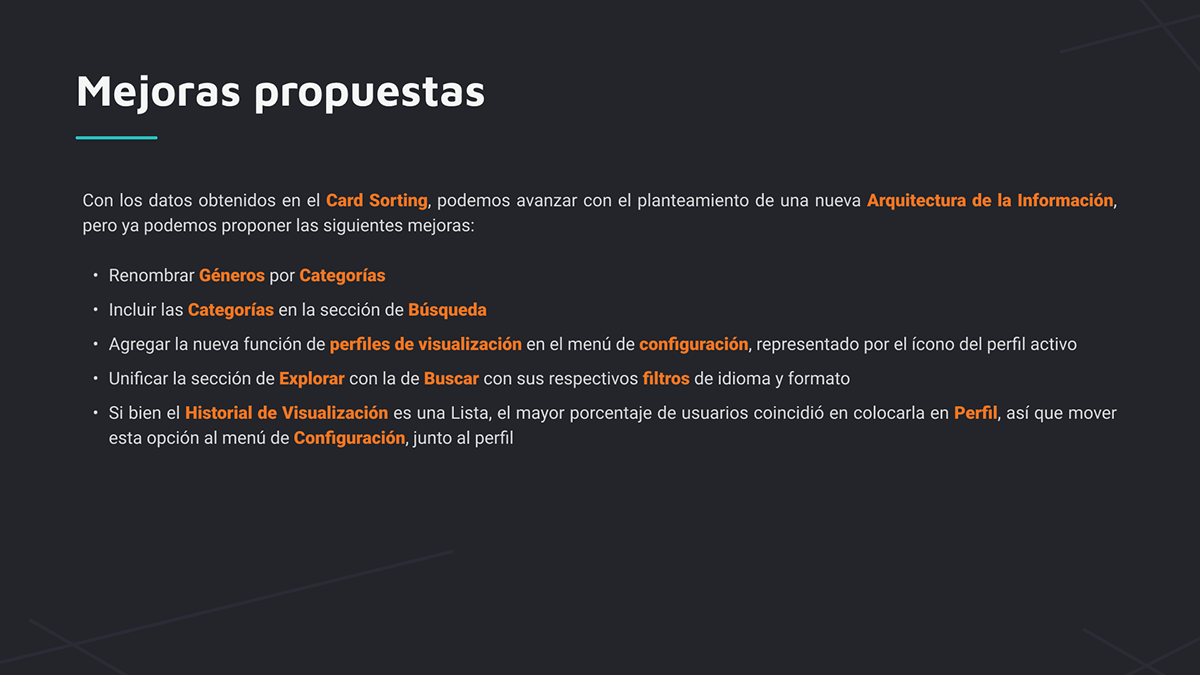 Mejoras propuestas
Con los datos obtenidos en el Card Sorting, podemos avanzar con el planteamiento de una nueva Arquitectura de la Información,
pero ya podemos proponer las siguientes mejoras:
• Renombrar Géneros por Categorías
• Incluir las Categorías en la sección de Búsqueda
• Agregar la nueva función de perfiles de visualización en el menú de configuración, representado por el ícono del perfil activo
• Unificar la sección de Explorar con la de Buscar con sus respectivos filtros de idioma y formato
• Si bien el Historial de Visualización es una Lista, el mayor porcentaje de usuarios coincidió en colocarla en Perfil, así que mover
esta opción al menú de Configuración, junto al perfil